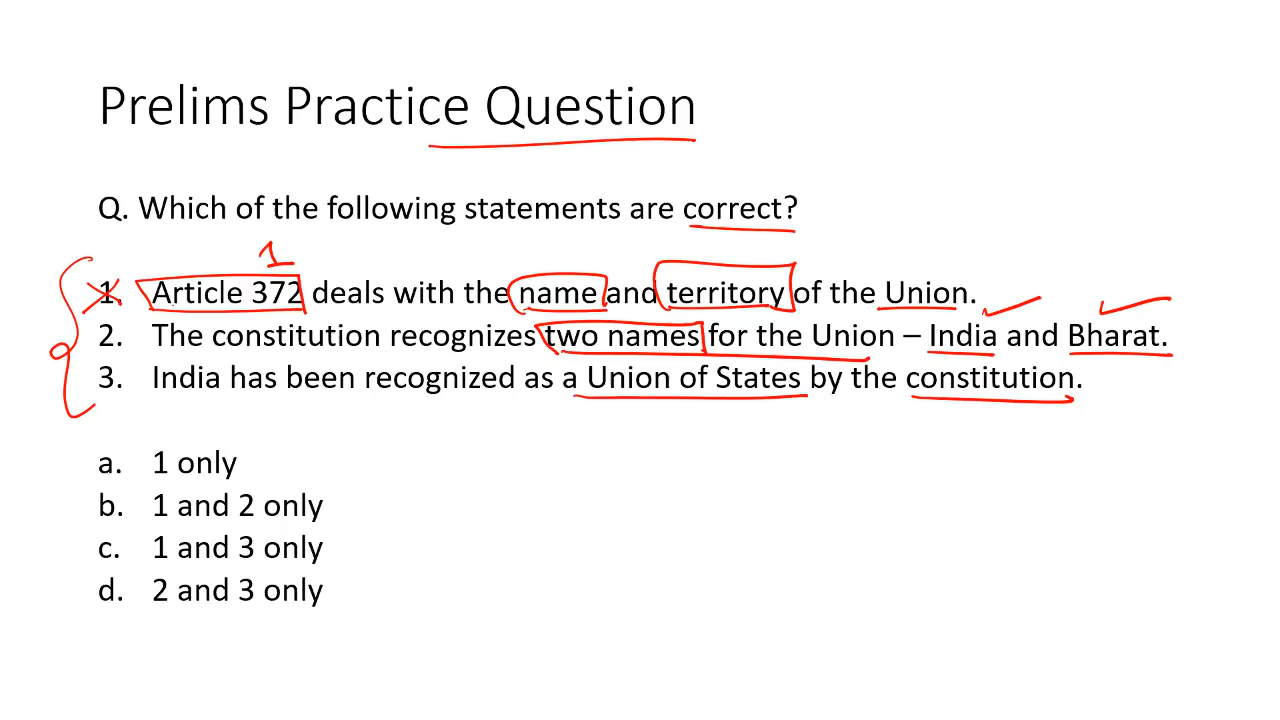 Prelims Practice Question
Q. Which of the following statements are correct?
1
1. Article 372 deals with the name and territory of the Union.
2. The constitution recognizes two names for the Union – India and Bharat.
3. India has been recognized as a Union of States by the constitution.
a. 1 only
b. 1 and 2 only
c. 1 and 3 only
d. 2 and 3 only